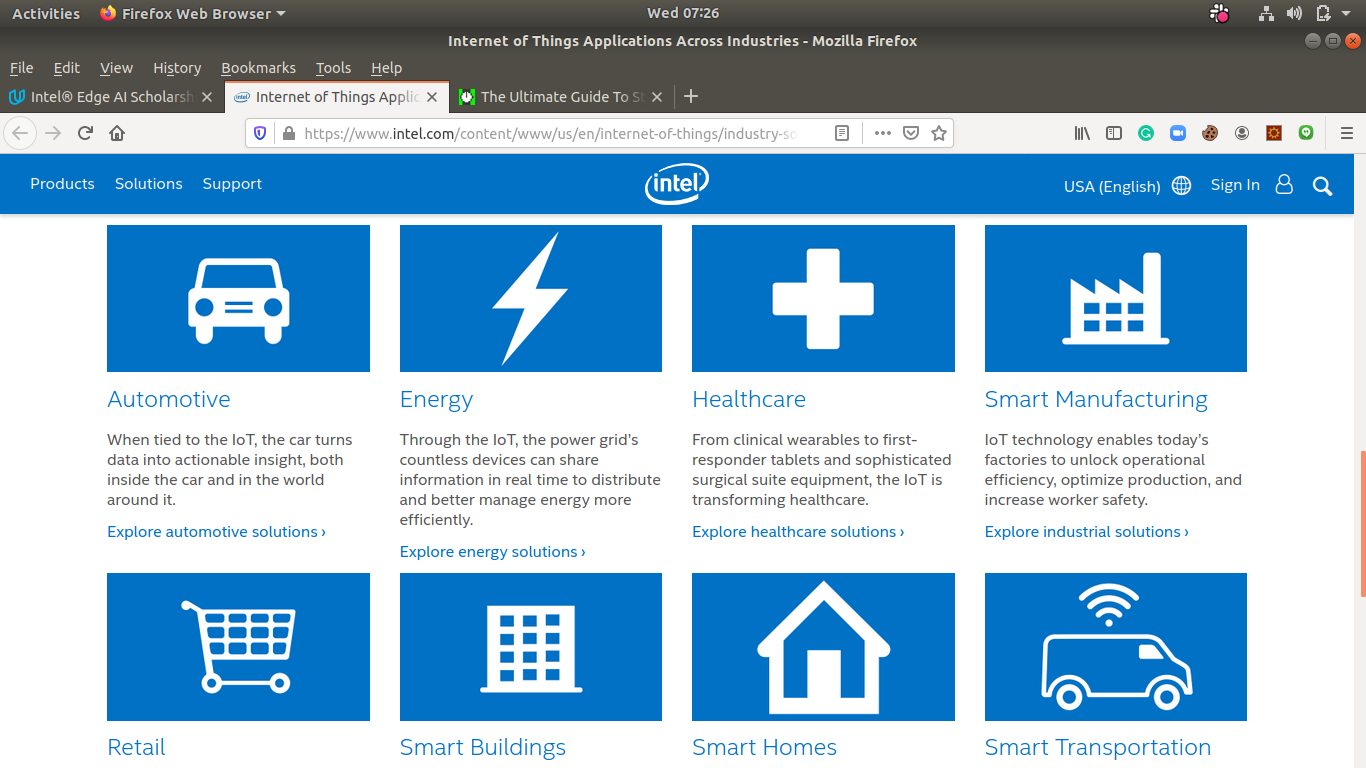 Activities Firefox Web Browser Wed 07:26
Internet of Things Applications Across Industries - Mozilla Firefox
File Edit View History Bookmarks Tools Help
Intel® Edge AI Scholarsh Internet of Things Applic The Ultimate Guide To St
https://www.intel.com/content/www/us/en/internet-of-things/industry-so
Products Solutions Support intel USA (English) Sign In
Automotive
When tied to the IoT, the car turns
data into actionable insight, both
inside the car and in the world
around it.
Explore automotive solutions ›
Energy
Through the IoT, the power grid’s
countless devices can share
information in real time to distribute
and better manage energy more
efficiently.
Explore energy solutions ›
Healthcare
From clinical wearables to first-
responder tablets and sophisticated
surgical suite equipment, the IoT is
transforming healthcare.
Explore healthcare solutions ›
Smart Manufacturing
IoT technology enables today’s
factories to unlock operational
efficiency, optimize production, and
increase worker safety.
Explore industrial solutions ›
Retail
Smart Buildings
Smart Homes
Smart Transportation